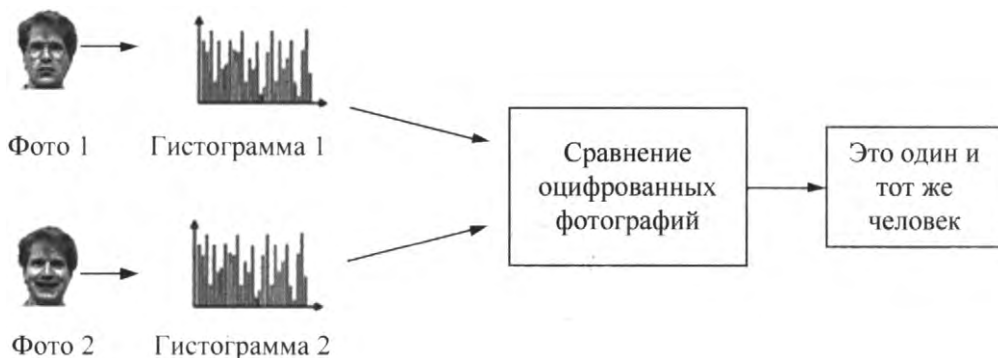 Фото 1
Гистограмма 1
Сравнение
оцифрованных
фотографий
Это один и
тот же
человек
Фото 2
Гистограмма 2